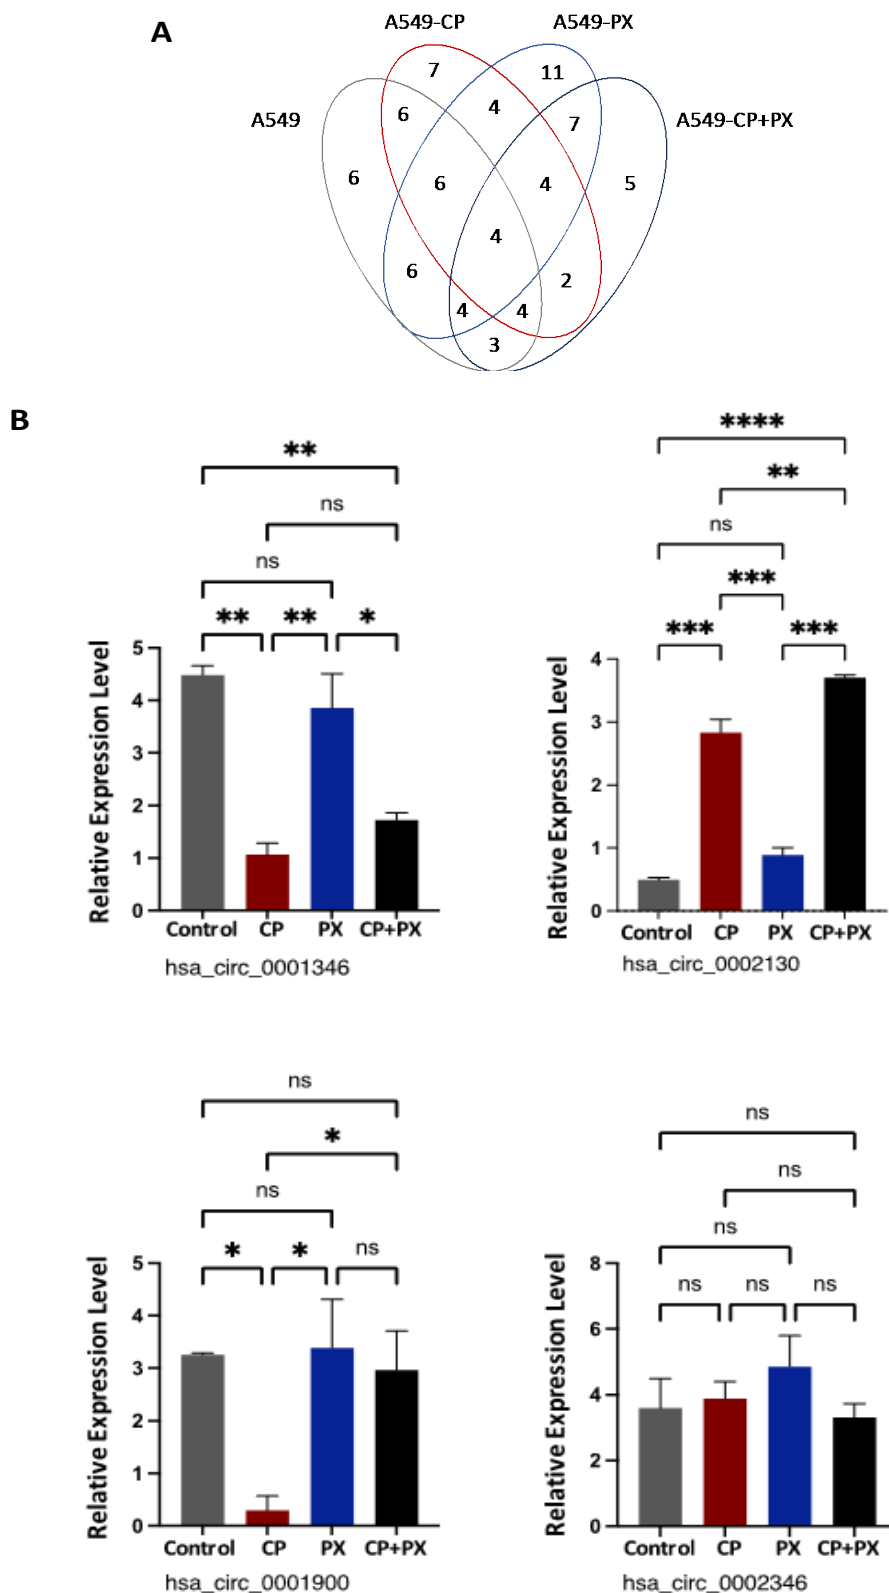 A
A549-CP
A549-PX
A549
A549-CP+PX
7
11
6
4
7
6
6
4
5
4
6
2
4
4
3
B
**
ns
ns
**
**
*
5
4
3
2
1
0
Relative Expression Level
Control
CP
PX
CP+PX
hsa_circ_0001346
****
**
ns
***
***
***
4
3
2
1
0
Relative Expression Level
Control
CP
PX
CP+PX
hsa_circ_0002130
ns
*
ns
*
*
ns
5
4
3
2
1
0
Relative Expression Level
Control
CP
PX
CP+PX
hsa_circ_0001900
ns
ns
ns
ns
ns
ns
8
6
4
2
0
Relative Expression Level
Control
CP
PX
CP+PX
hsa_circ_0002346